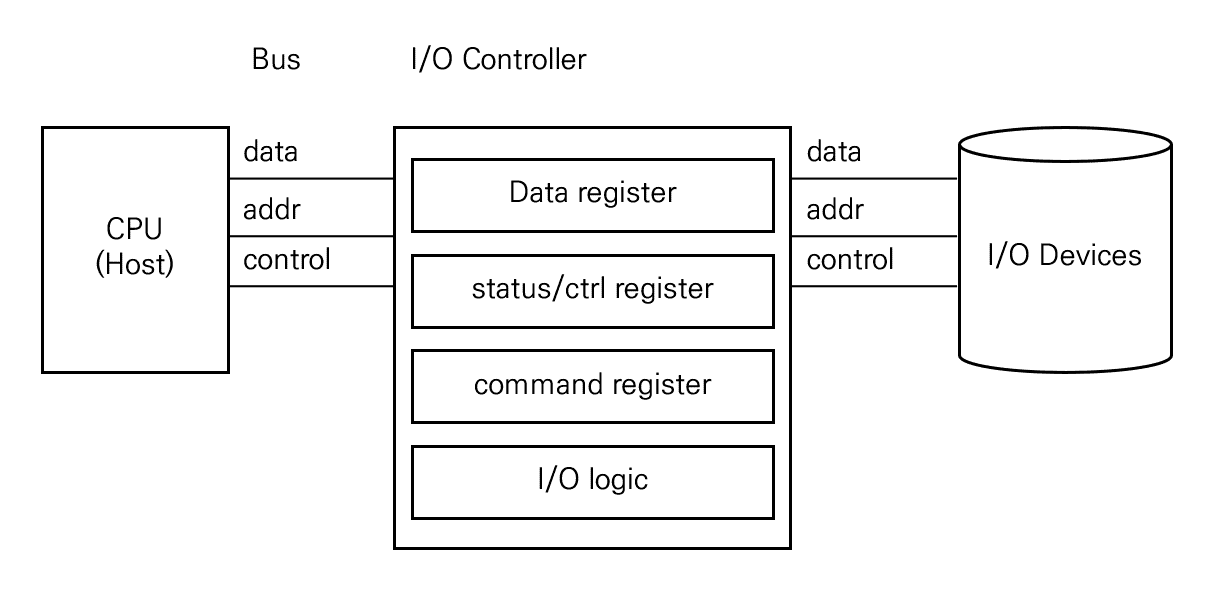 Bus
I/O Controller
CPU
(Host)
data
addr
control
Data register
status/ctrl register
command register
I/O logic
data
addr
control
I/O Devices